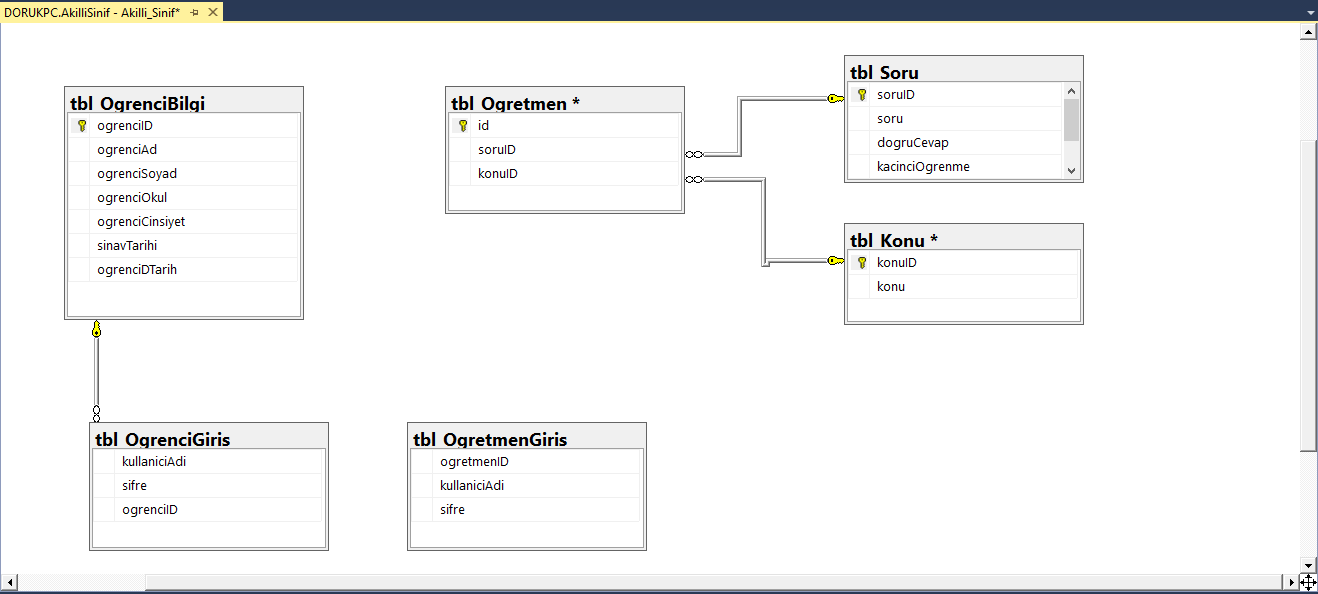 DORUKPC.AkilliSinif - Akilli_Sinif*
tbl_OgrenciBilgi
ogrenciID
ogrenciAd
ogrenciSoyad
ogrenciOkul
ogrenciCinsiyet
sinavTarihi
ogrenciDTarih
tbl_Ogretmen *
id
soruID
konuID
tbl_Soru
soruID
soru
dogruCevap
kacinciOgrenme
tbl_Konu *
konuID
konu
tbl_OgrenciGiris
kullaniciAdi
sifre
ogrenciID
tbl_OgretmenGiris
ogretmenID
kullaniciAdi
sifre